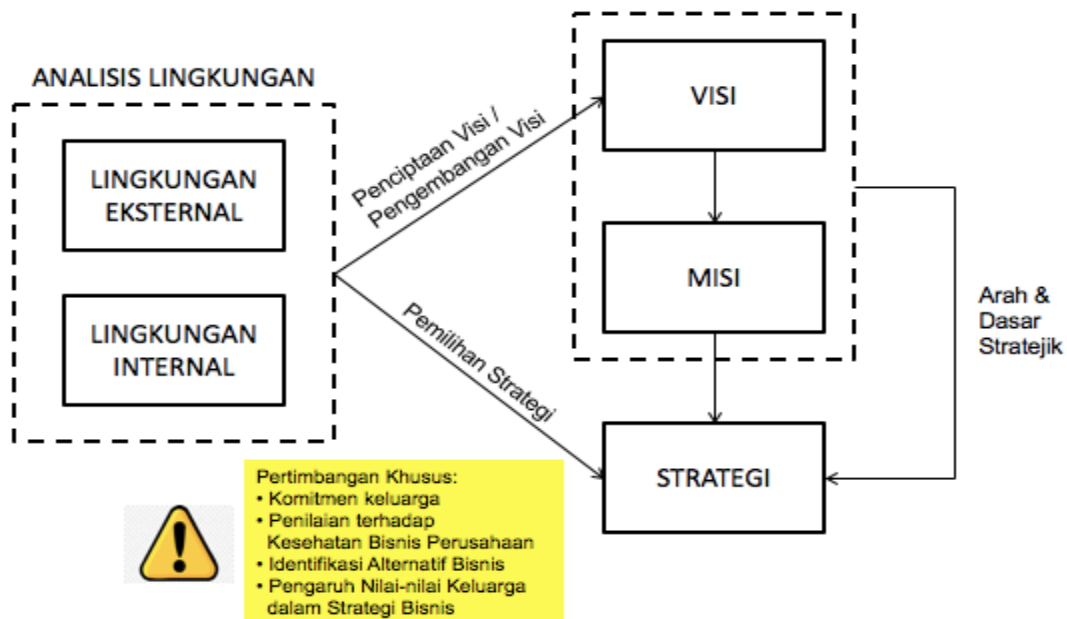 ANALISIS LINGKUNGAN
LINGKUNGAN
EKSTERNAL
LINGKUNGAN
INTERNAL
Penciptaan Visi /
Pengembangan Visi
Pemilihan Strategi
VISI
MISI
STRATEGI
Arah &
Dasar
Stratejik
Pertimbangan Khusus:
• Komitmen keluarga
• Penilaian terhadap
Kesehatan Bisnis Perusahaan
• Identifikasi Alternatif Bisnis
• Pengaruh Nilai-nilai Keluarga
dalam Strategi Bisnis